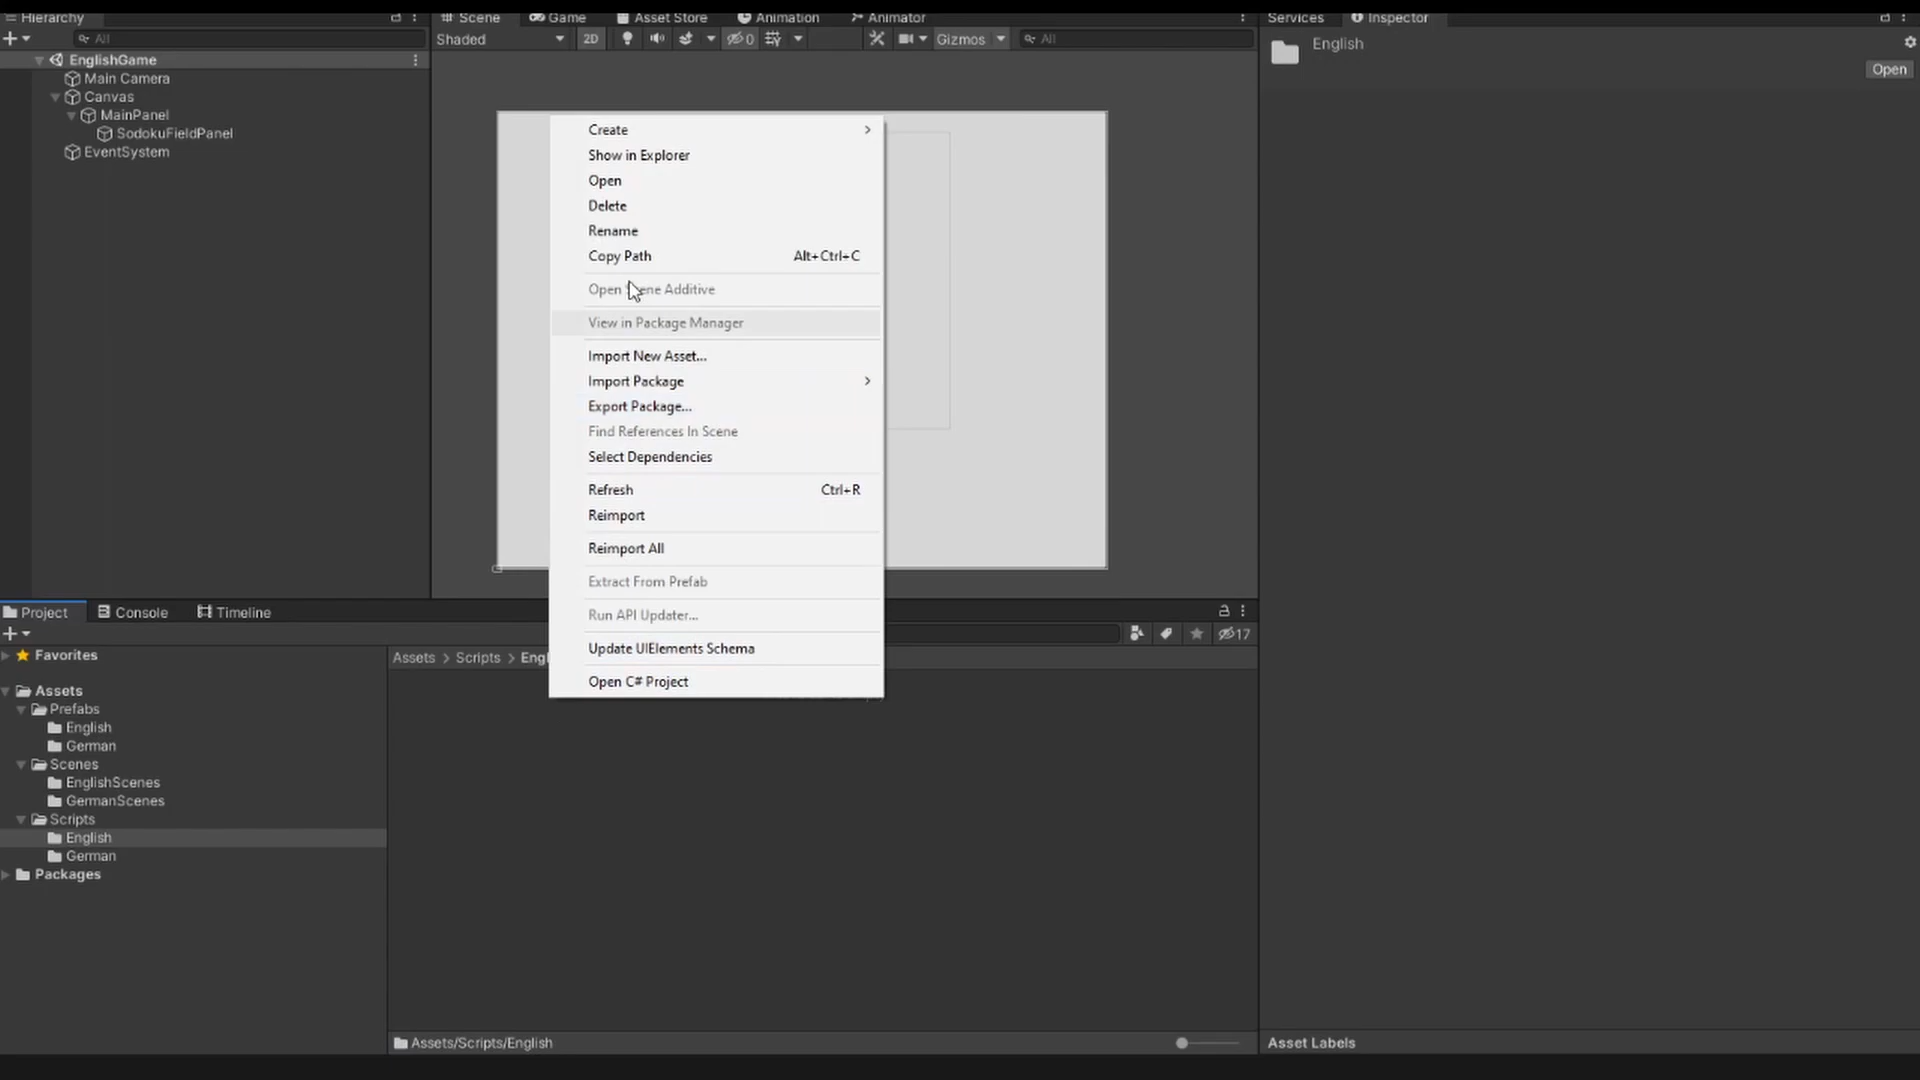 Hierarchy
Scene
Game
Asset Store
Animation
Animator
Services
Inspector
All
Shaded
2D
0
Gizmos
All
English
Open
EnglishGame
Main Camera
Canvas
MainPanel
SodokuFieldPanel
EventSystem
Create
Show in Explorer
Open
Delete
Rename
Copy Path Alt+Ctrl+C
Open Scene Additive
View in Package Manager
Import New Asset...
Import Package
Export Package...
Find References In Scene
Select Dependencies
Refresh Ctrl+R
Reimport
Reimport All
Extract From Prefab
Run API Updater...
Update UIElements Schema
Open C# Project
Project
Console
Timeline
17
Favorites
Assets
Prefabs
English
German
Scenes
EnglishScenes
GermanScenes
Scripts
English
German
Packages
Assets > Scripts > Engl
Assets/Scripts/English
Asset Labels